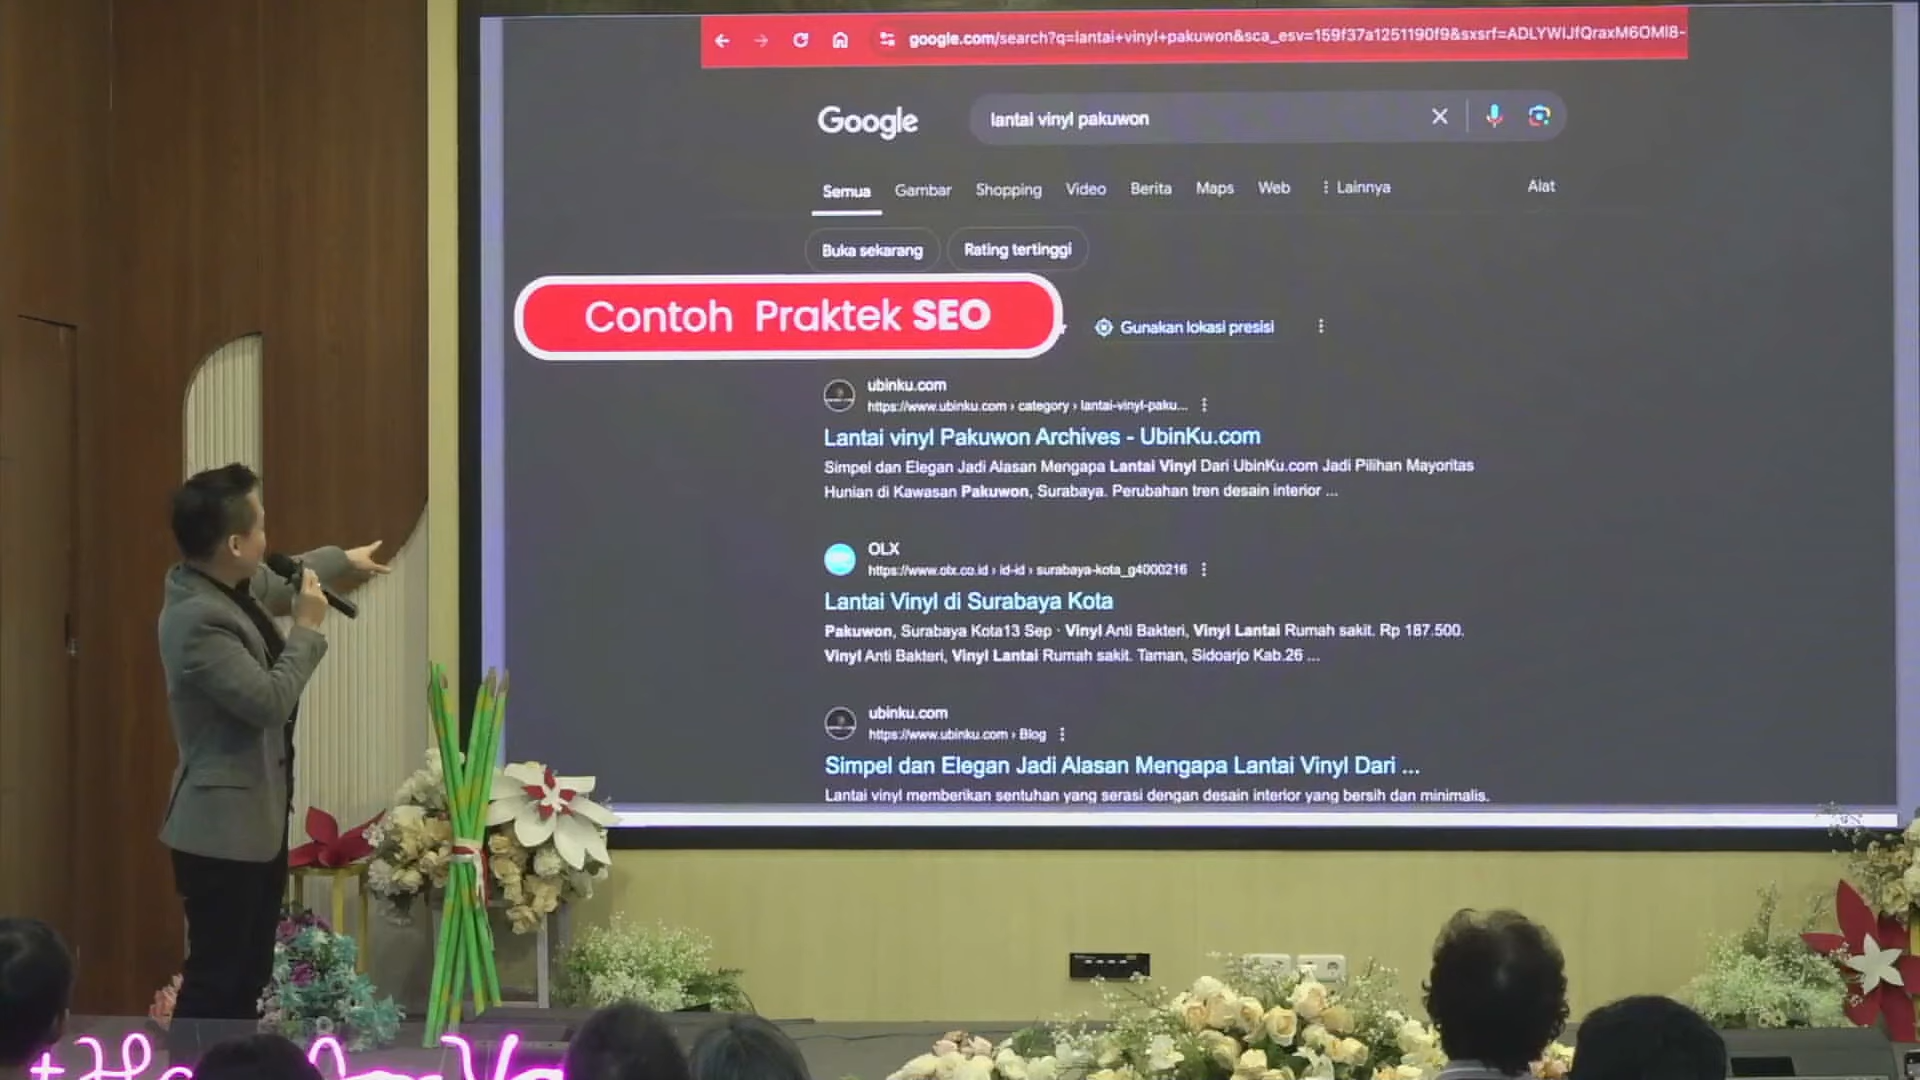 google.com/search?q=lantai+vinyl+pakuwon&sca_esv=159f37a1251190f9&sxsrf=ADLYWIJfQraxM6OMI8-
Google
lantai vinyl pakuwon
Semua Gambar Shopping Video Berita Maps Web Lainnya Alat
Buka sekarang Rating tertinggi
Contoh Praktek SEO
Gunakan lokasi presisi
ubinku.com
https://www.ubinku.com › category › lantai-vinyl-paku...
Lantai vinyl Pakuwon Archives - UbinKu.com
Simpel dan Elegan Jadi Alasan Mengapa Lantai Vinyl Dari UbinKu.com Jadi Pilihan Mayoritas
Hunian di Kawasan Pakuwon, Surabaya. Perubahan tren desain interior ...
OLX
https://www.olx.co.id › id-id › surabaya-kota_g4000216
Lantai Vinyl di Surabaya Kota
Pakuwon, Surabaya Kota13 Sep · Vinyl Anti Bakteri, Vinyl Lantai Rumah sakit. Rp 187.500.
Vinyl Anti Bakteri, Vinyl Lantai Rumah sakit. Taman, Sidoarjo Kab.26 ...
ubinku.com
https://www.ubinku.com › Blog
Simpel dan Elegan Jadi Alasan Mengapa Lantai Vinyl Dari ...
Lantai vinyl memberikan sentuhan yang serasi dengan desain interior yang bersih dan minimalis.